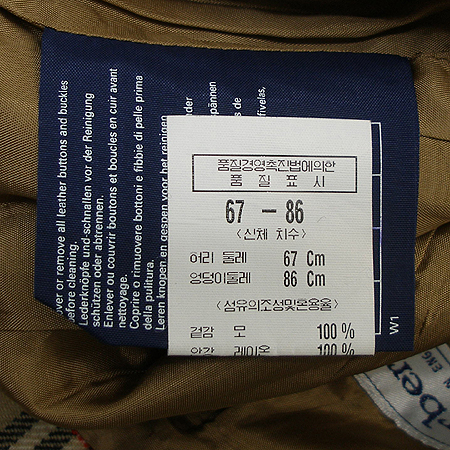 품질경영촉진법에의한
품 질 표 시
67 - 86
<신체 치수>
허리 둘레 67 Cm
엉덩이둘레 86 Cm
<섬유의조성및혼용율>
겉감 모 100 %
안감 레이온 100 %
over or remove all leather buttons and buckles
before cleaning.
Lederknöpfe und-schnallen vor der Reinigung
schützen oder abtrennen.
Enlever ou couvrir boutons et boucles en cuir avant
nettoyage.
Coprire o rimuovere bottoni e fibbie di pelle prima
della pulitura.
Leren knopen en gespen voor het reinigen
W1